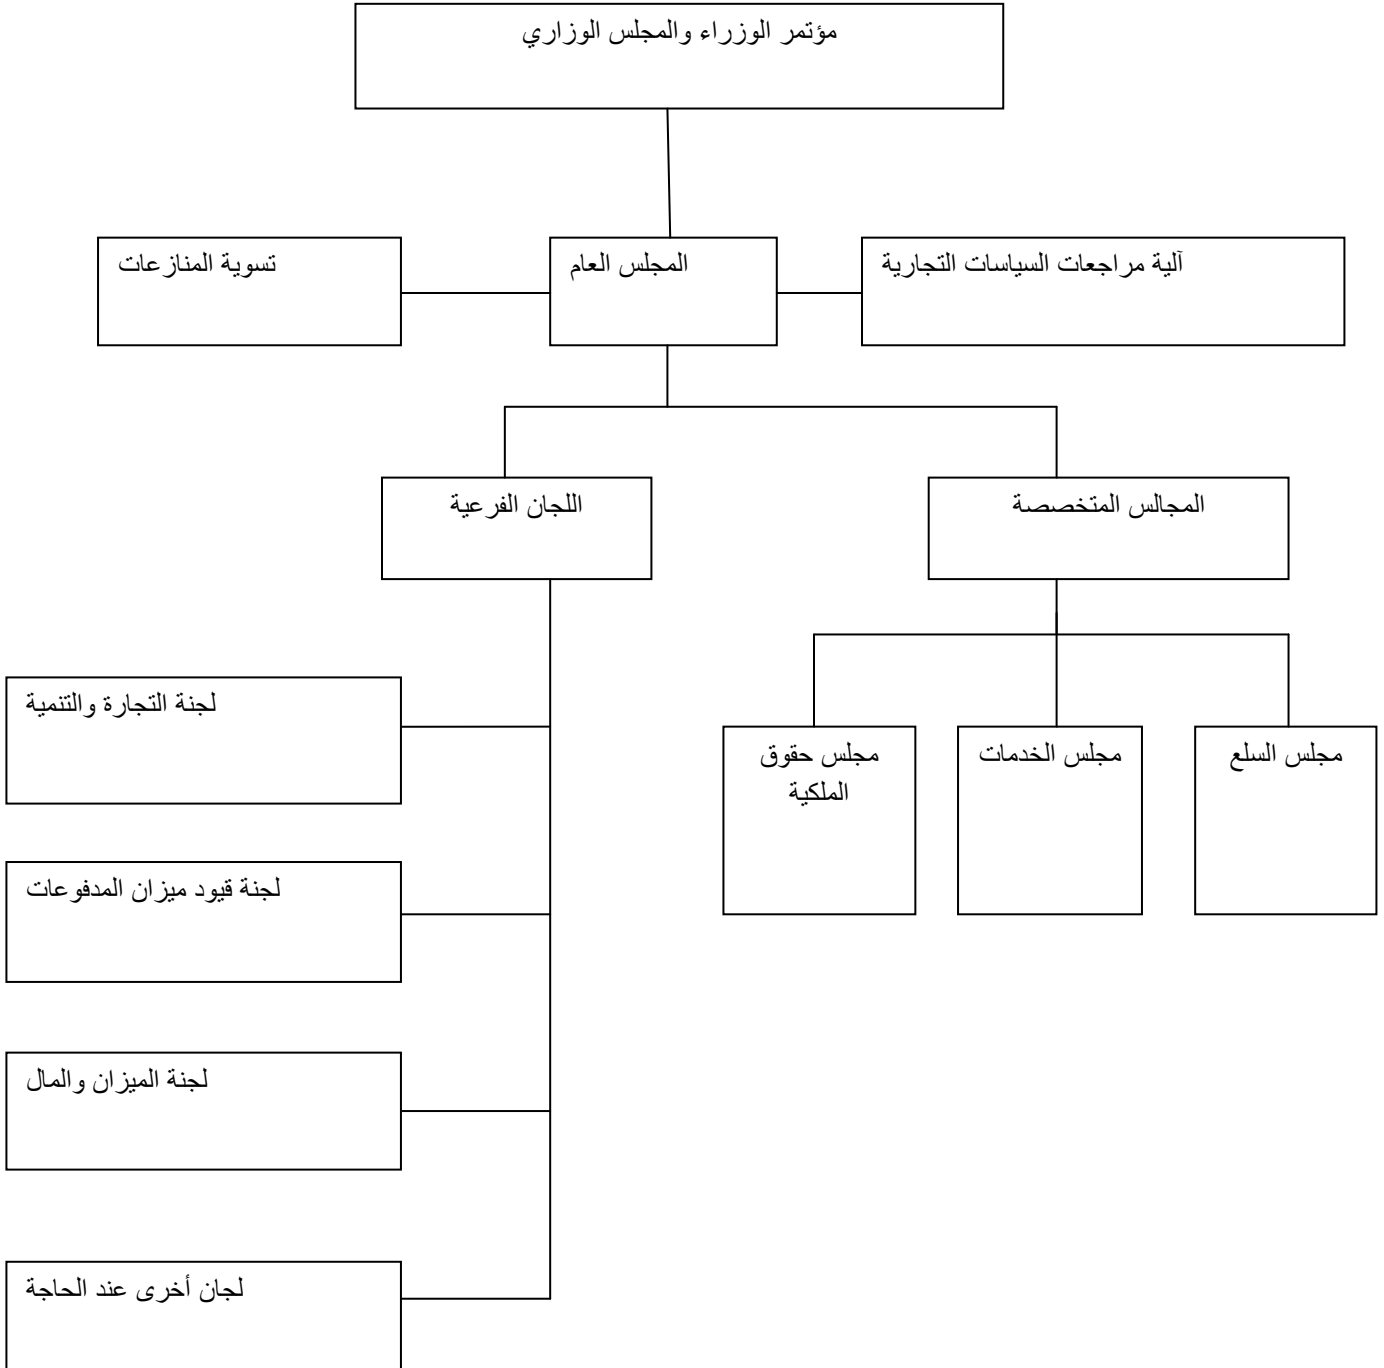 مؤتمر الوزراء والمجلس الوزاري
آلية مراجعات السياسات التجارية
المجلس العام
تسوية المنازعات
المجالس المتخصصة
اللجان الفرعية
مجلس السلع
مجلس الخدمات
مجلس حقوق
الملكية
لجنة التجارة والتنمية
لجنة قيود ميزان المدفوعات
لجنة الميزان والمال
لجان أخرى عند الحاجة